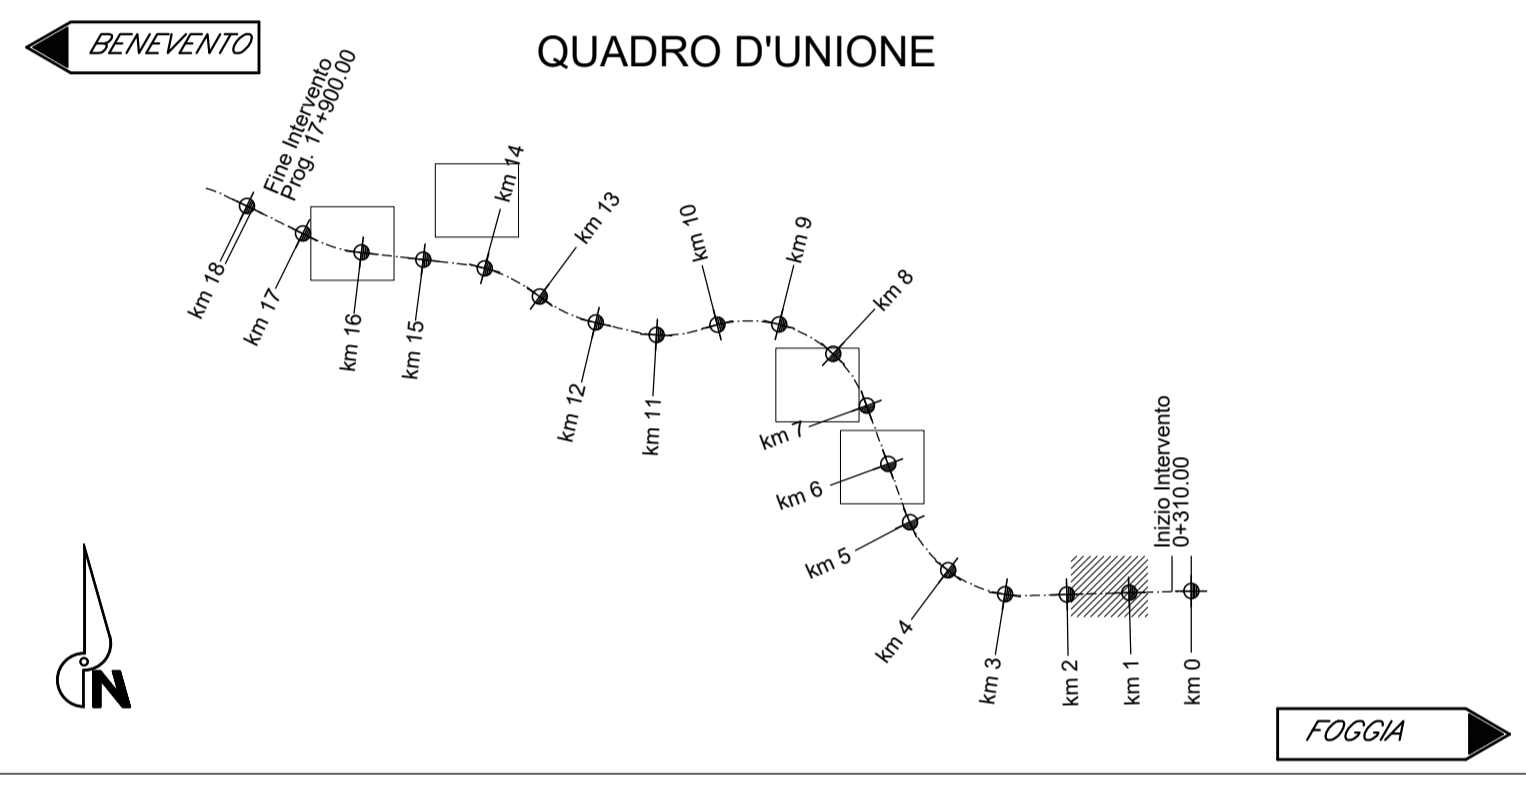 BENEVENTO
QUADRO D'UNIONE
Fine Intervento
Prog. 17+900.00
km 18
km 17
km 16
km 15
km 14
km 13
km 12
km 11
km 10
km 9
km 8
km 7
km 6
km 5
km 4
km 3
km 2
km 1
km 0
Inizio Intervento
0+310.00
N
FOGGIA